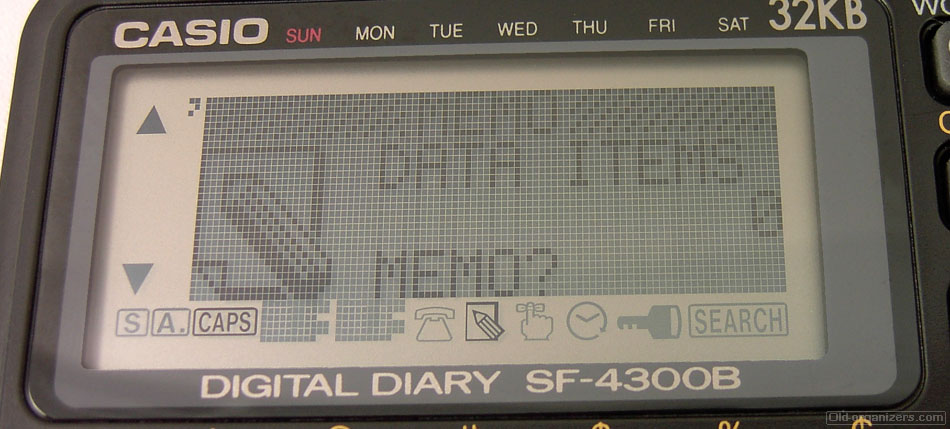 CASIO SUN MON TUE WED THU FRI SAT 32KB
DATA ITEMS
0
MEMO?
S A. CAPS SEARCH
DIGITAL DIARY SF-4300B
Old-organizers.com